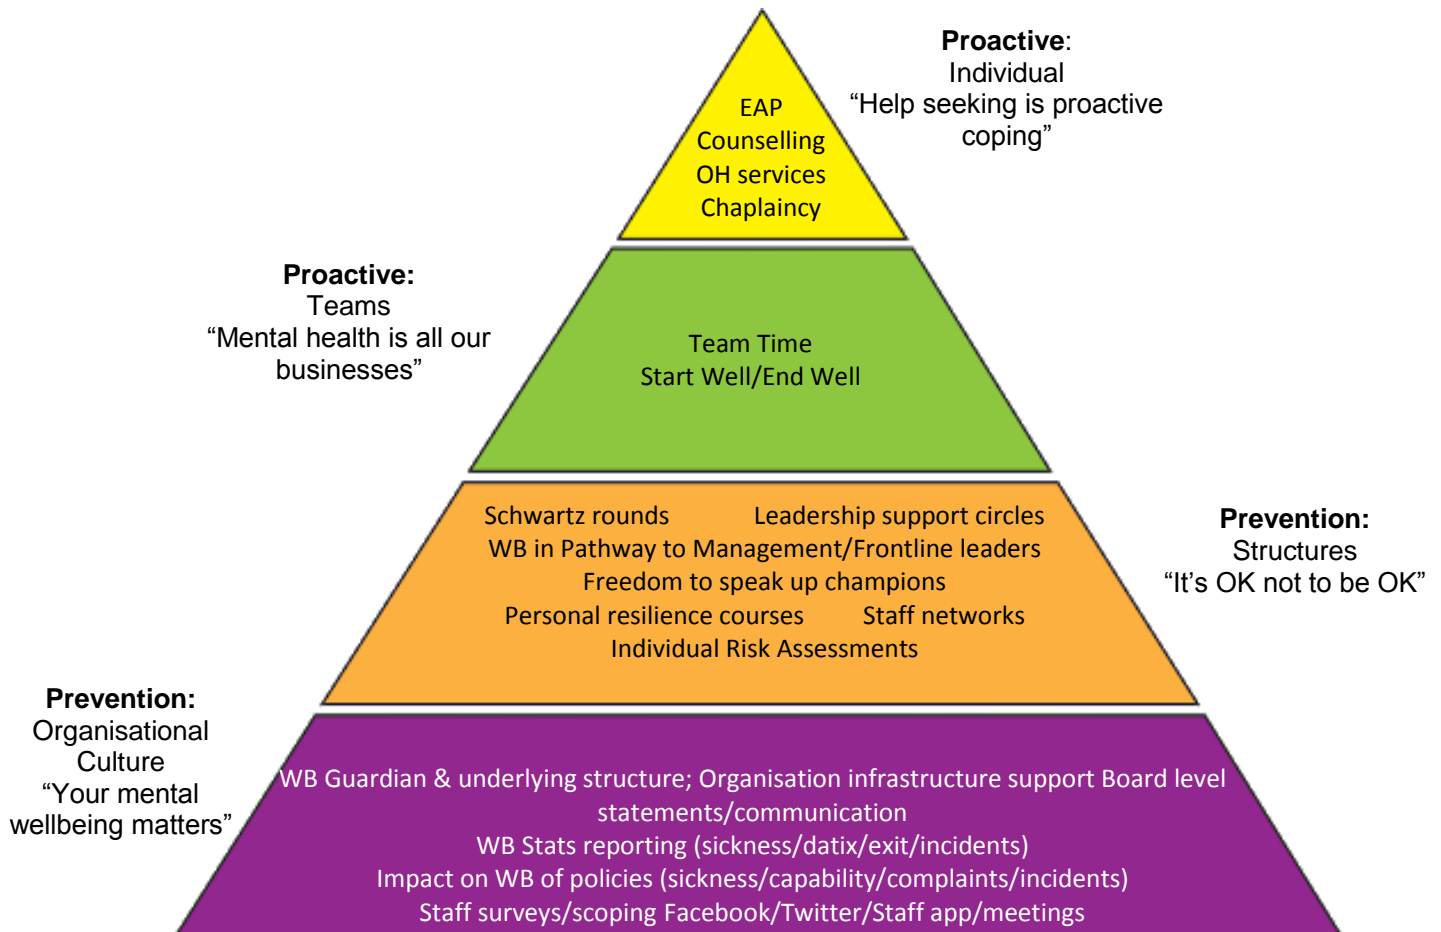 Proactive:
Individual
“Help seeking is proactive
coping”
EAP
Counselling
OH services
Chaplaincy
Proactive:
Teams
“Mental health is all our
businesses”
Team Time
Start Well/End Well
Schwartz rounds Leadership support circles
WB in Pathway to Management/Frontline leaders
Freedom to speak up champions
Personal resilience courses Staff networks
Individual Risk Assessments
Prevention:
Structures
“It’s OK not to be OK”
Prevention:
Organisational
Culture
“Your mental
wellbeing matters”
WB Guardian & underlying structure; Organisation infrastructure support Board level
statements/communication
WB Stats reporting (sickness/datix/exit/incidents)
Impact on WB of policies (sickness/capability/complaints/incidents)
Staff surveys/scoping Facebook/Twitter/Staff app/meetings